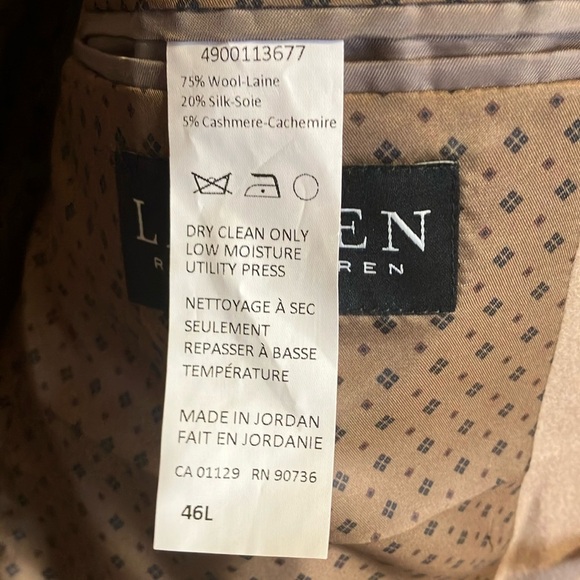 4900113677
75% Wool-Laine
20% Silk-Soie
5% Cashmere-Cachemire
DRY CLEAN ONLY
LOW MOISTURE
UTILITY PRESS
NETTOYAGE À SEC
SEULEMENT
REPASSER À BASSE
TEMPÉRATURE
MADE IN JORDAN
FAIT EN JORDANIE
CA 01129 RN 90736
46L